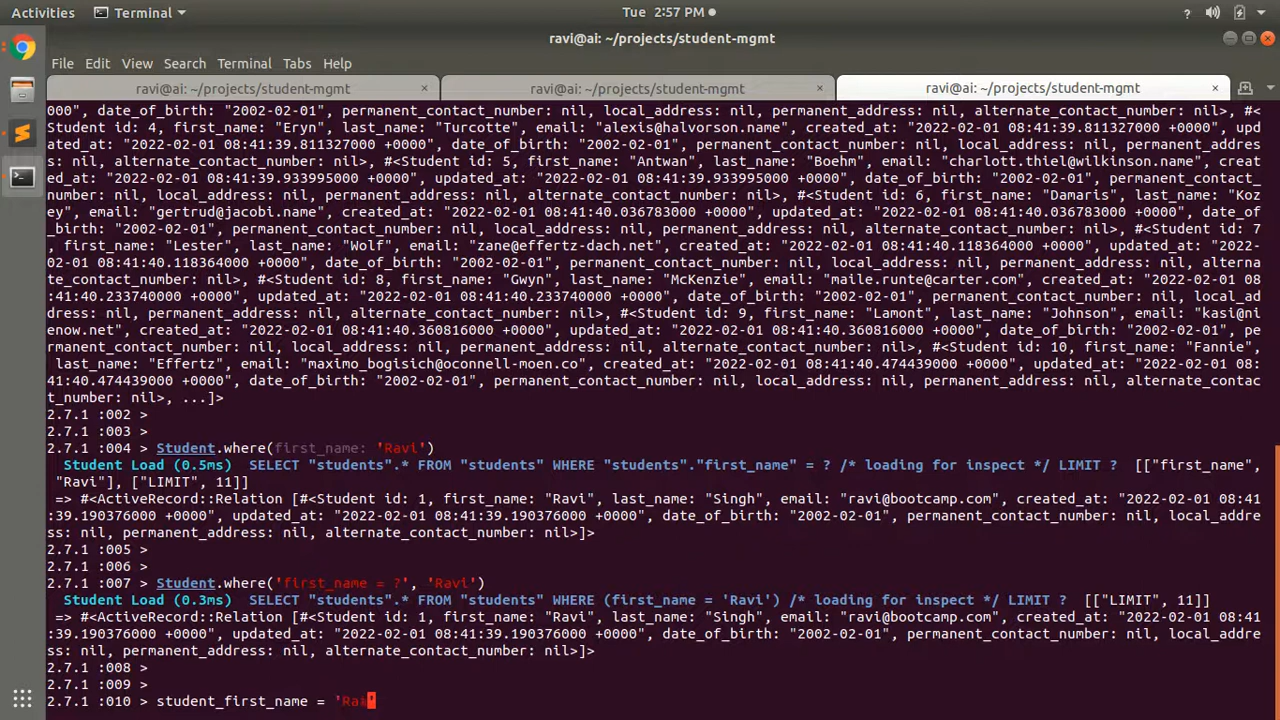 Activities Terminal Tue 2:57 PM ?
ravi@ai: ~/projects/student-mgmt
File Edit View Search Terminal Tabs Help
ravi@ai: ~/projects/student-mgmt × ravi@ai: ~/projects/student-mgmt × ravi@ai: ~/projects/student-mgmt ×
000", date_of_birth: "2002-02-01", permanent_contact_number: nil, local_address: nil, permanent_address: nil, alternate_contact_number: nil>, #<
Student id: 4, first_name: "Eryn", last_name: "Turcotte", email: "alexis@halvorson.name", created_at: "2022-02-01 08:41:39.811327000 +0000", upd
ated_at: "2022-02-01 08:41:39.811327000 +0000", date_of_birth: "2002-02-01", permanent_contact_number: nil, local_address: nil, permanent_addres
s: nil, alternate_contact_number: nil>, #<Student id: 5, first_name: "Antwan", last_name: "Boehm", email: "charlott.thiel@wilkinson.name", creat
ed_at: "2022-02-01 08:41:39.933995000 +0000", updated_at: "2022-02-01 08:41:39.933995000 +0000", date_of_birth: "2002-02-01", permanent_contact_
number: nil, local_address: nil, permanent_address: nil, alternate_contact_number: nil>, #<Student id: 6, first_name: "Damaris", last_name: "Koz
ey", email: "gertrud@jacobi.name", created_at: "2022-02-01 08:41:40.036783000 +0000", updated_at: "2022-02-01 08:41:40.036783000 +0000", date_of
_birth: "2002-02-01", permanent_contact_number: nil, local_address: nil, permanent_address: nil, alternate_contact_number: nil>, #<Student id: 7
, first_name: "Lester", last_name: "Wolf", email: "zane@effertz-dach.net", created_at: "2022-02-01 08:41:40.118364000 +0000", updated_at: "2022-
02-01 08:41:40.118364000 +0000", date_of_birth: "2002-02-01", permanent_contact_number: nil, local_address: nil, permanent_address: nil, alterna
te_contact_number: nil>, #<Student id: 8, first_name: "Gwyn", last_name: "McKenzie", email: "maile.runte@carter.com", created_at: "2022-02-01 08
:41:40.233740000 +0000", updated_at: "2022-02-01 08:41:40.233740000 +0000", date_of_birth: "2002-02-01", permanent_contact_number: nil, local_ad
dress: nil, permanent_address: nil, alternate_contact_number: nil>, #<Student id: 9, first_name: "Lamont", last_name: "Johnson", email: "kasi@ni
enow.net", created_at: "2022-02-01 08:41:40.360816000 +0000", updated_at: "2022-02-01 08:41:40.360816000 +0000", date_of_birth: "2002-02-01", pe
rmanent_contact_number: nil, local_address: nil, permanent_address: nil, alternate_contact_number: nil>, #<Student id: 10, first_name: "Fannie",
last_name: "Effertz", email: "maximo_bogisich@oconnell-moen.co", created_at: "2022-02-01 08:41:40.474439000 +0000", updated_at: "2022-02-01 08:
41:40.474439000 +0000", date_of_birth: "2002-02-01", permanent_contact_number: nil, local_address: nil, permanent_address: nil, alternate_contac
t_number: nil>, ...]>
2.7.1 :002 >
2.7.1 :003 >
2.7.1 :004 > Student.where(first_name: 'Ravi')
Student Load (0.5ms) SELECT "students".* FROM "students" WHERE "students"."first_name" = ? /* loading for inspect */ LIMIT ? [["first_name",
"Ravi"], ["LIMIT", 11]]
=> #<ActiveRecord::Relation [#<Student id: 1, first_name: "Ravi", last_name: "Singh", email: "ravi@bootcamp.com", created_at: "2022-02-01 08:41
:39.190376000 +0000", updated_at: "2022-02-01 08:41:39.190376000 +0000", date_of_birth: "2002-02-01", permanent_contact_number: nil, local_addre
ss: nil, permanent_address: nil, alternate_contact_number: nil>]>
2.7.1 :005 >
2.7.1 :006 >
2.7.1 :007 > Student.where('first_name = ?', 'Ravi')
Student Load (0.3ms) SELECT "students".* FROM "students" WHERE (first_name = 'Ravi') /* loading for inspect */ LIMIT ? [["LIMIT", 11]]
=> #<ActiveRecord::Relation [#<Student id: 1, first_name: "Ravi", last_name: "Singh", email: "ravi@bootcamp.com", created_at: "2022-02-01 08:41
:39.190376000 +0000", updated_at: "2022-02-01 08:41:39.190376000 +0000", date_of_birth: "2002-02-01", permanent_contact_number: nil, local_addre
ss: nil, permanent_address: nil, alternate_contact_number: nil>]>
2.7.1 :008 >
2.7.1 :009 >
2.7.1 :010 > student_first_name = 'Rai'